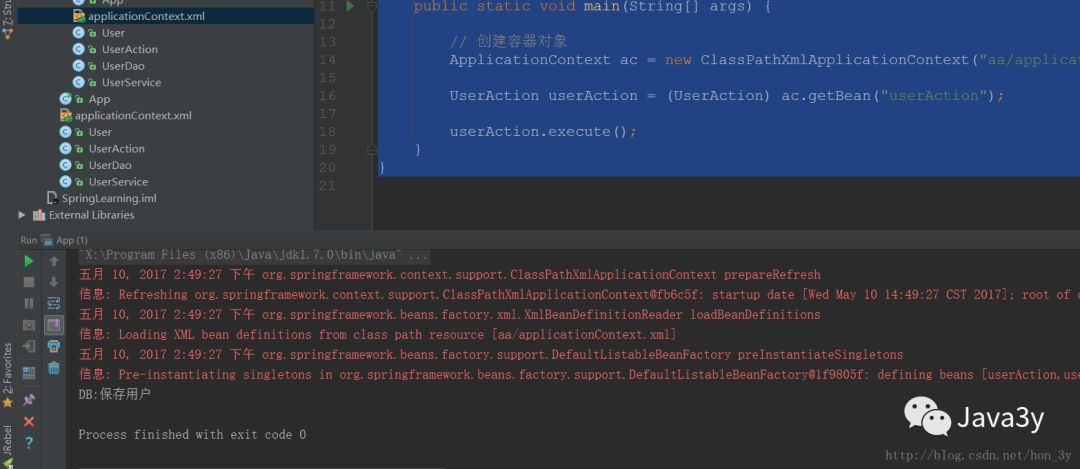 Z: Stru
App
applicationContext.xml
User
UserAction
UserDao
UserService
App
applicationContext.xml
User
UserAction
UserDao
UserService
SpringLearning.iml
External Libraries
11 public static void main(String[] args) {
12
13 // 创建容器对象
14 ApplicationContext ac = new ClassPathXmlApplicationContext("aa/applicat
15
16 UserAction userAction = (UserAction) ac.getBean("userAction");
17
18 userAction.execute();
19 }
20 }
21
Run App (1)
"X:\Program Files (x86)\Java\jdk1.7.0\bin\java" ...
五月 10, 2017 2:49:27 下午 org.springframework.context.support.ClassPathXmlApplicationContext prepareRefresh
信息: Refreshing org.springframework.context.support.ClassPathXmlApplicationContext@fb6c5f: startup date [Wed May 10 14:49:27 CST 2017]; root of c
五月 10, 2017 2:49:27 下午 org.springframework.beans.factory.xml.XmlBeanDefinitionReader loadBeanDefinitions
信息: Loading XML bean definitions from class path resource [aa/applicationContext.xml]
五月 10, 2017 2:49:27 下午 org.springframework.beans.factory.support.DefaultListableBeanFactory preInstantiateSingletons
信息: Pre-instantiating singletons in org.springframework.beans.factory.support.DefaultListableBeanFactory@1f9805f: defining beans [userAction,use
DB:保存用户
Process finished with exit code 0
2: Favorites
JRebel
Java3y
http://blog.csdn.net/hon_3y